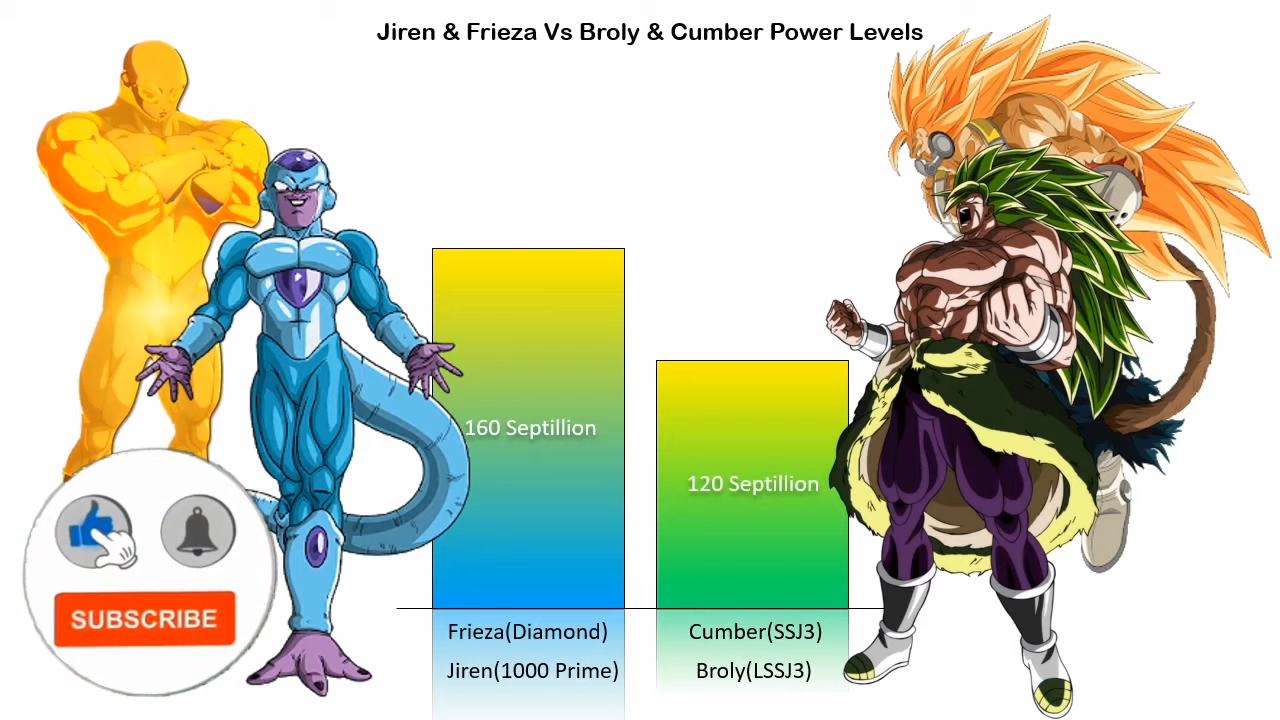 Jiren & Frieza Vs Broly & Cumber Power Levels
160 Septillion
120 Septillion
SUBSCRIBE
Frieza(Diamond)
Jiren(1000 Prime)
Cumber(SSJ3)
Broly(LSSJ3)